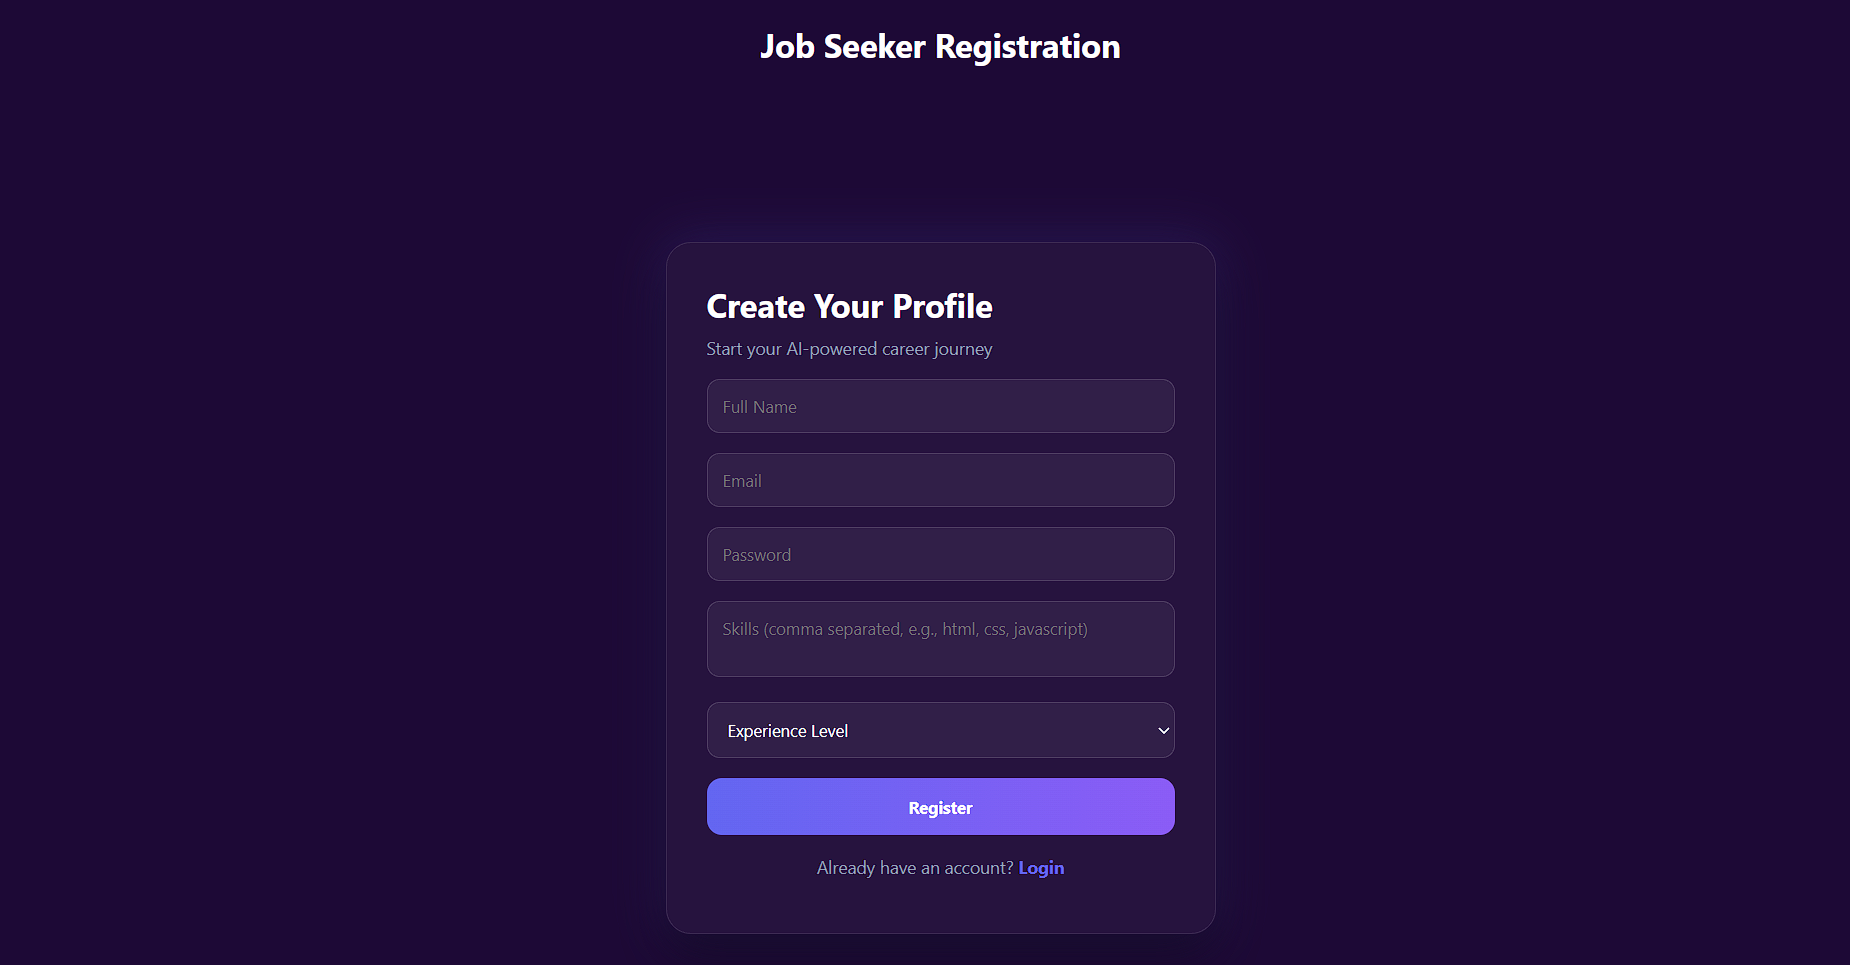 Job Seeker Registration
Create Your Profile
Start your AI-powered career journey
Full Name
Email
Password
Skills (comma separated, e.g., html, css, javascript)
Experience Level
Register
Already have an account? Login